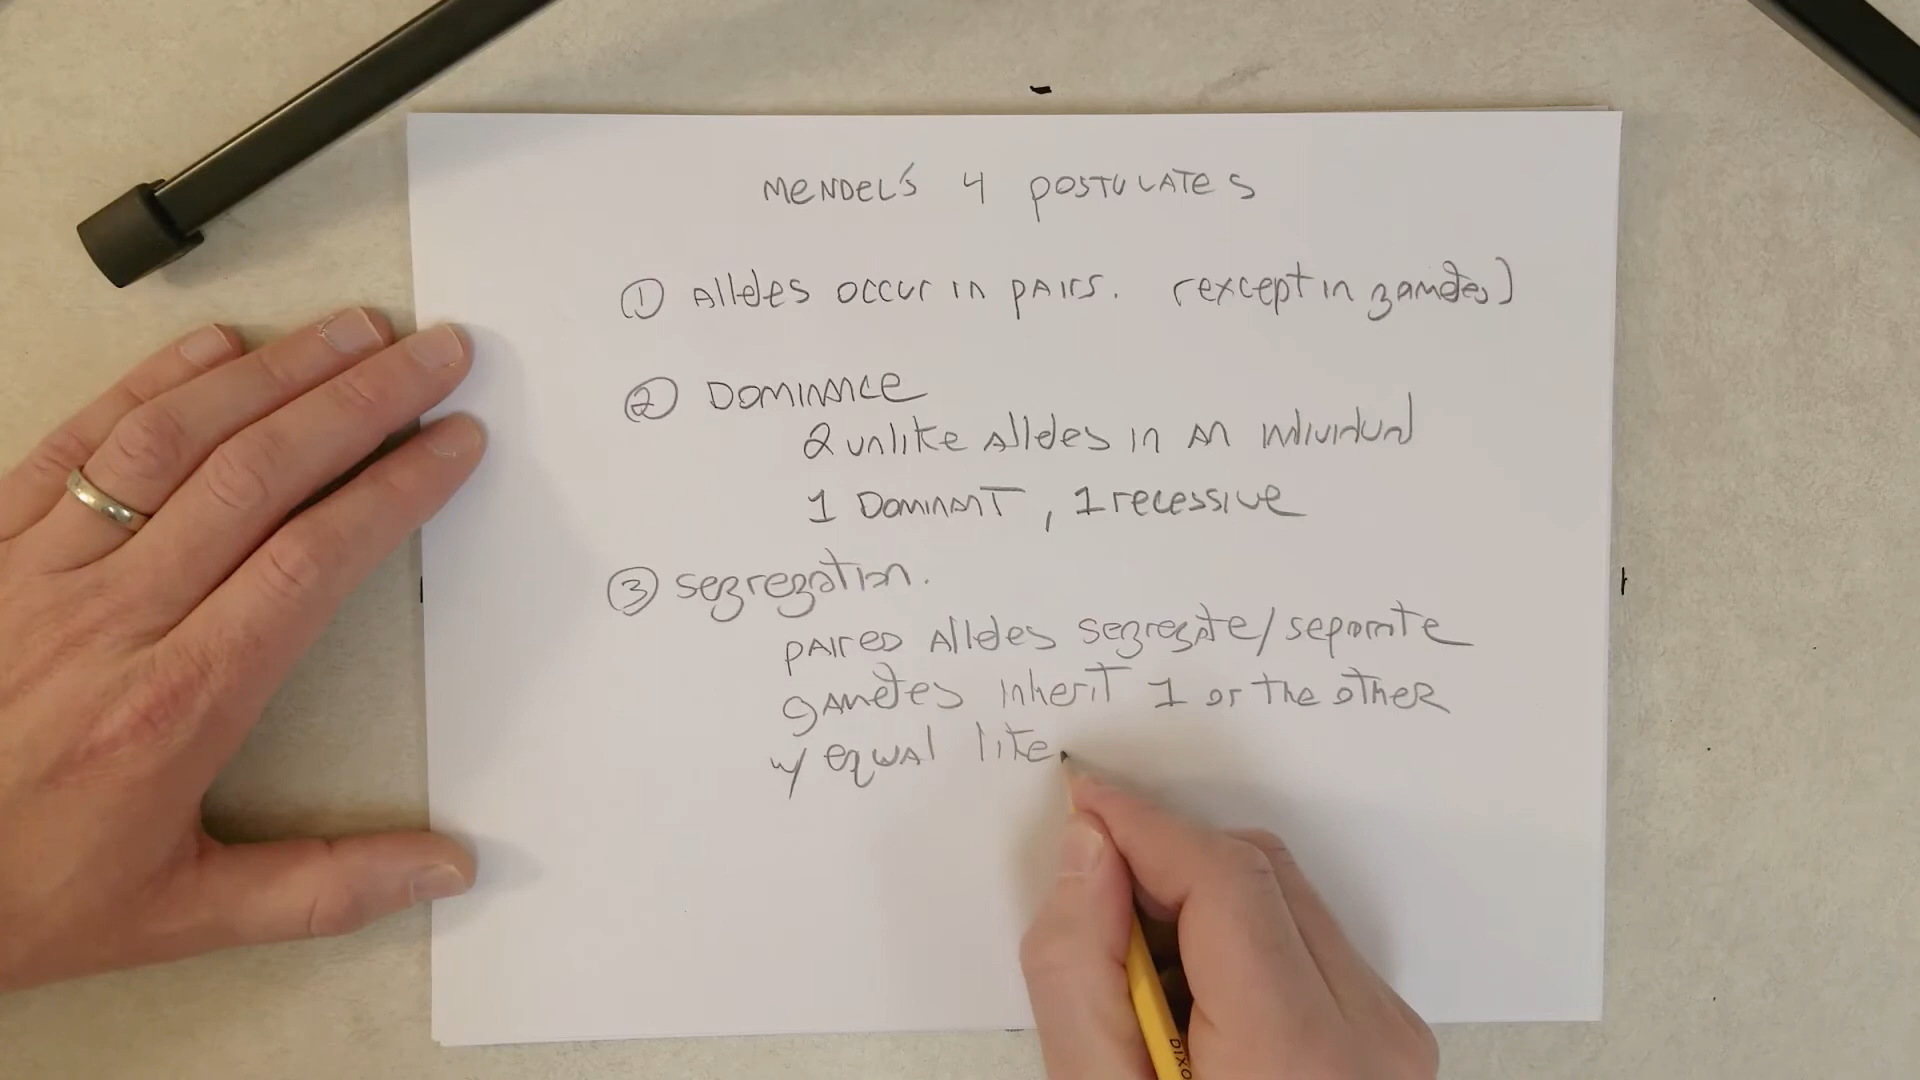 MENDEL'S 4 POSTULATES
① Alleles occur in pairs. (except in gametes)
② DOMINANCE
2 unlike Alleles in an individual
1 DOMINANT, 1 recessive
③ segregation.
PAIRED Alleles segregate/separate
gametes inherit 1 or the other
w/ equal like
DIXO